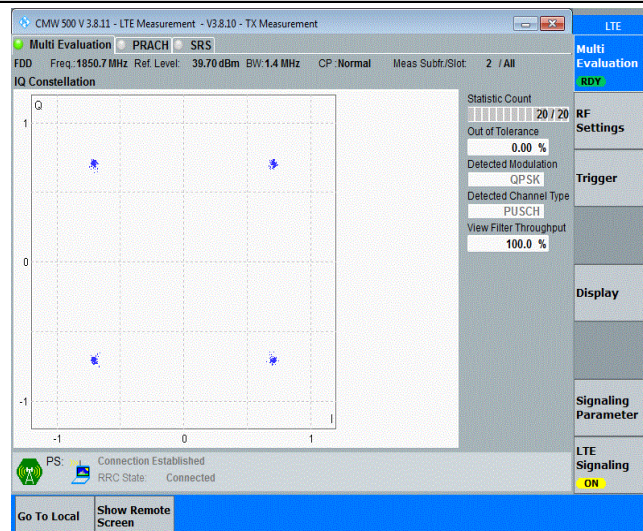 CMW 500 V 3.8.11 - LTE Measurement - V3.8.10 - TX Measurement
LTE
Multi Evaluation PRACH SRS
Multi
Evaluation
RDY
FDD Freq.:1850.7 MHz Ref. Level: 39.70 dBm BW:1.4 MHz CP :Normal Meas Subfr./Slot: 2 / All
IQ Constellation
Q
1
0
-1
-1
0
1
I
Statistic Count
20 / 20
Out of Tolerance
0.00 %
Detected Modulation
QPSK
Detected Channel Type
PUSCH
View Filter Throughput
100.0 %
RF
Settings
Trigger
Display
Signaling
Parameter
LTE
Signaling
ON
PS: Connection Established
RRC State: Connected
Go To Local
Show Remote
Screen